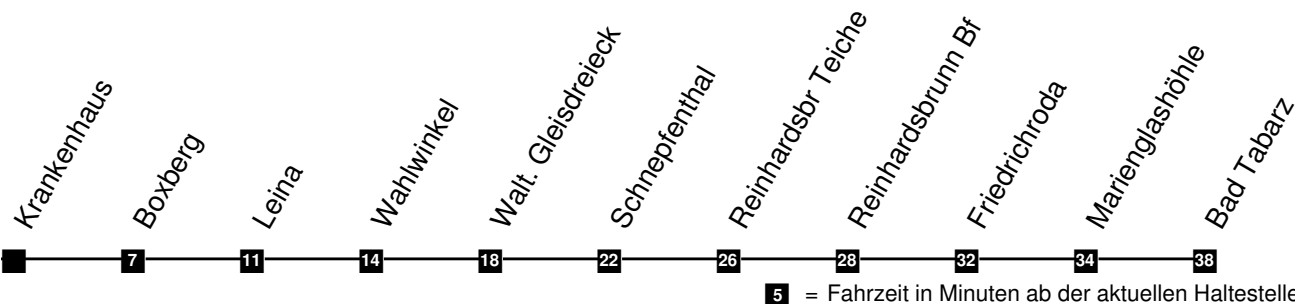 Krankenhaus
Boxberg
Leina
Wahlwinkel
Walt. Gleisdreieck
Schnepfenthal
Reinhardsbr Teiche
Reinhardsbrunn Bf
Friedrichroda
Marienglashöhle
Bad Tabarz
7 11 14 18 22 26 28 32 34 38
5 = Fahrzeit in Minuten ab der aktuellen Haltestelle